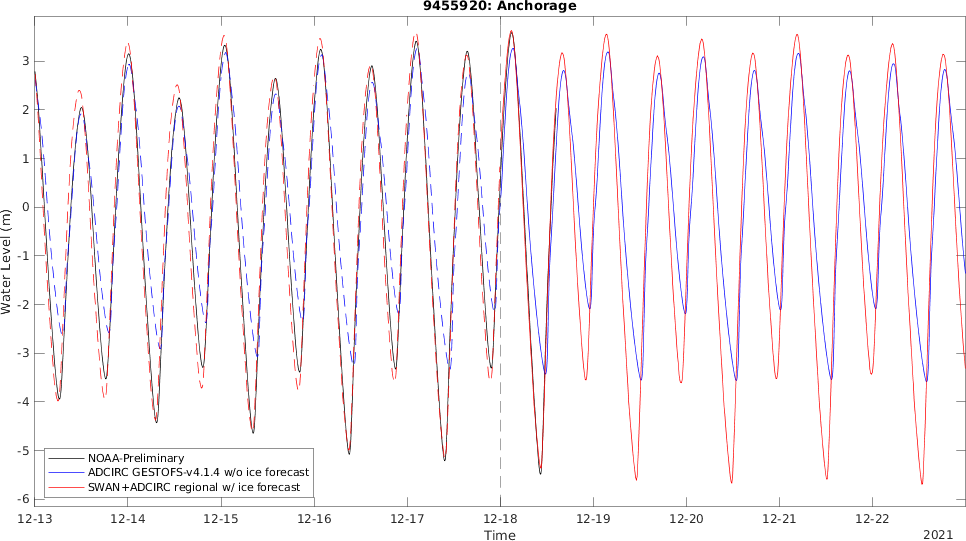 9455920: Anchorage
3
2
1
0
-1
-2
-3
-4
-5
-6
Water Level (m)
NOAA-Preliminary
ADCIRC GESTOFS-v4.1.4 w/o ice forecast
SWAN+ADCIRC regional w/ ice forecast
12-13 12-14 12-15 12-16 12-17 12-18 12-19 12-20 12-21 12-22
Time
2021